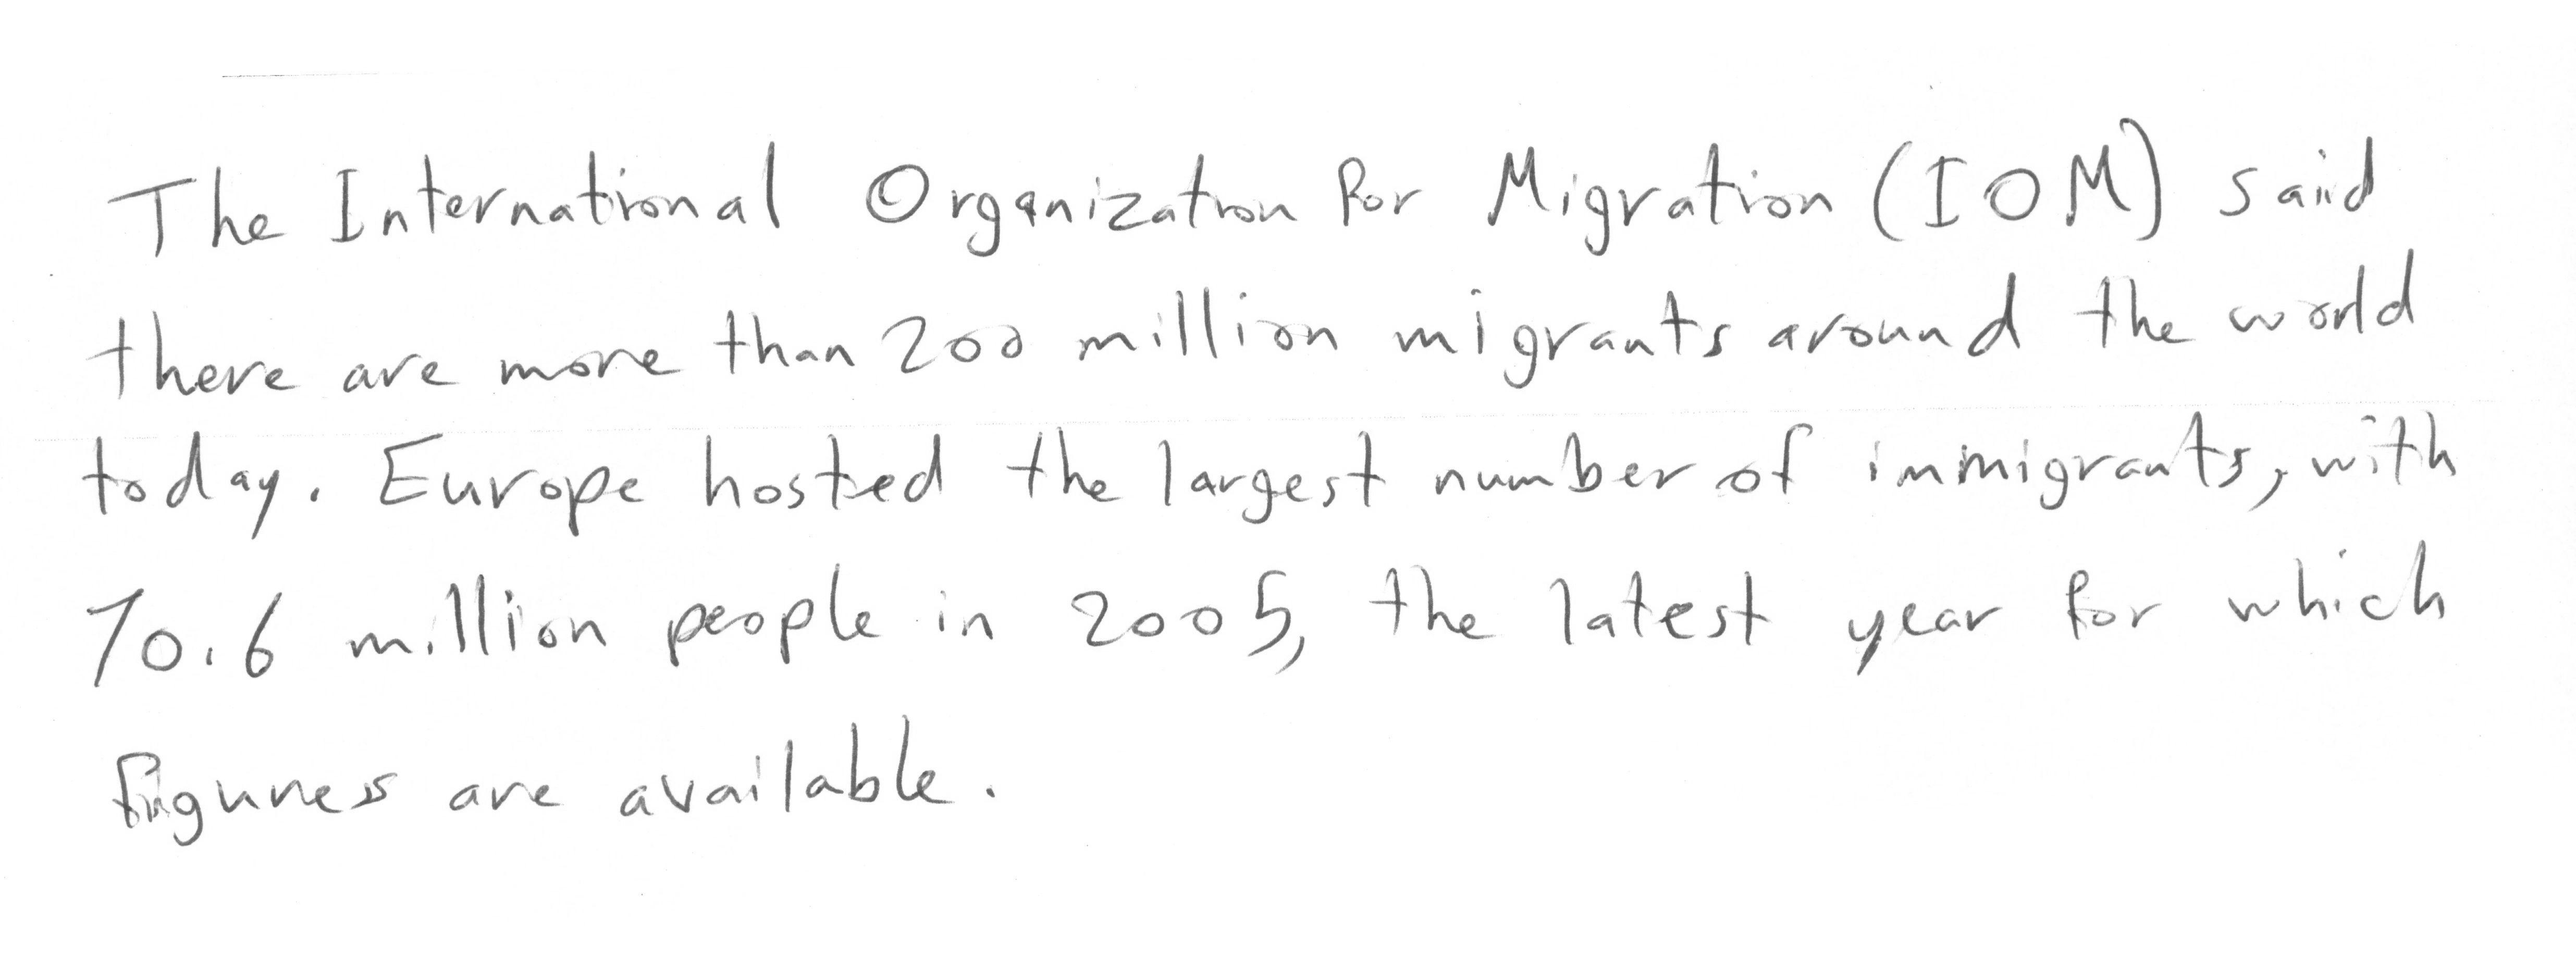 The International Organization for Migration (IOM) said
there are more than 200 million migrants around the world
today. Europe hosted the largest number of immigrants, with
70.6 million people in 2005, the latest year for which
figures are available.